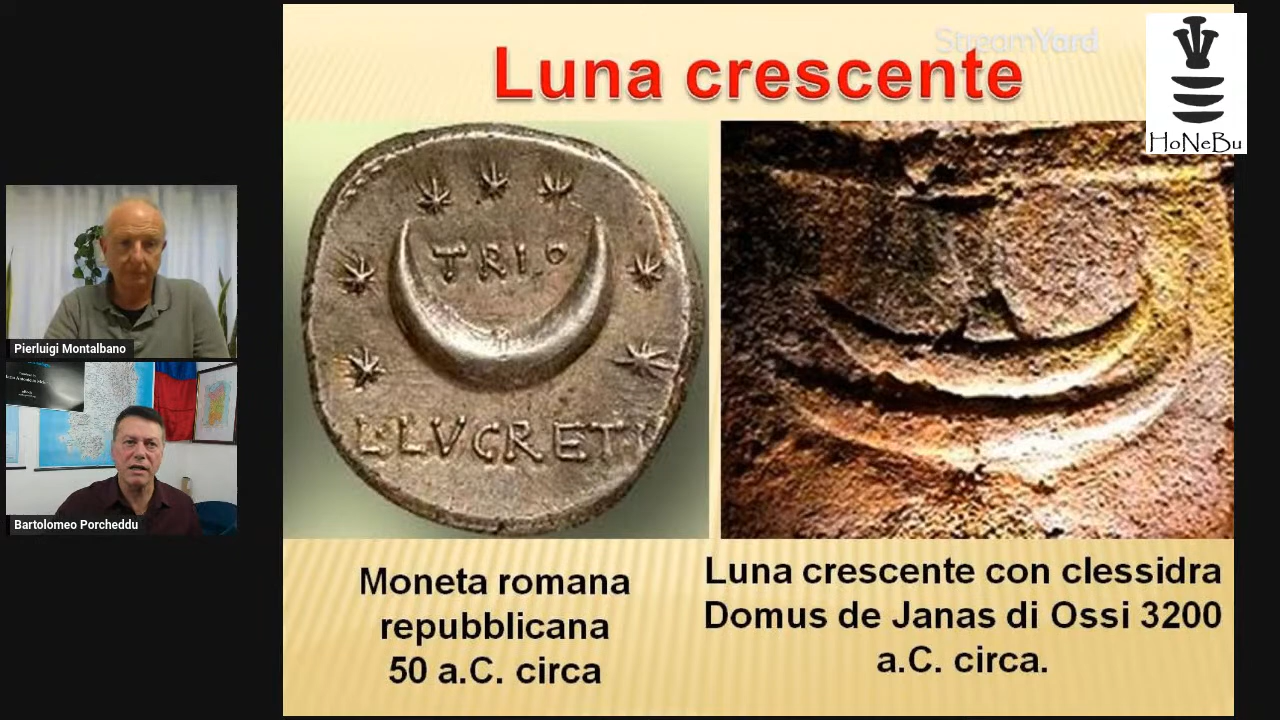 StreamYard
Luna crescente
HoNeBu
TRIO
L LVCRETI
Pierluigi Montalbano
Bartolomeo Porcheddu
Moneta romana
repubblicana
50 a.C. circa
Luna crescente con clessidra
Domus de Janas di Ossi 3200
a.C. circa.